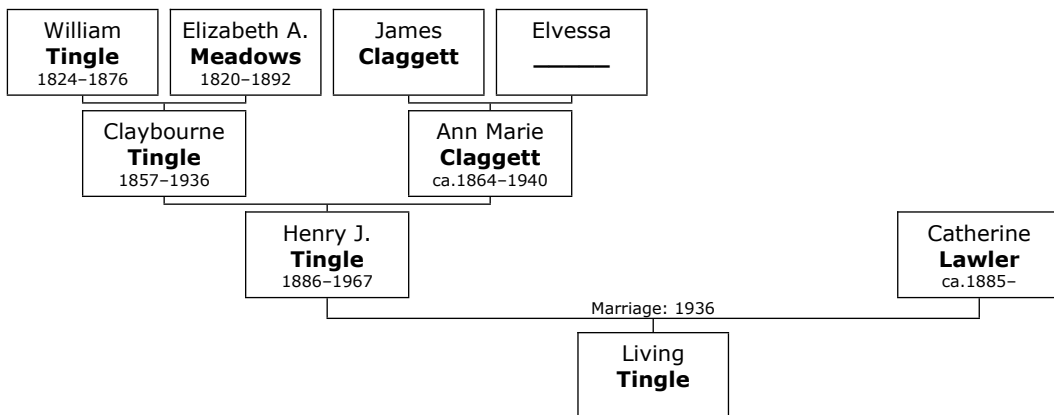 William
Tingle
1824–1876
Elizabeth A.
Meadows
1820–1892
James
Claggett
Elvessa
______
Claybourne
Tingle
1857–1936
Ann Marie
Claggett
ca.1864–1940
Henry J.
Tingle
1886–1967
Catherine
Lawler
ca.1885–
Marriage: 1936
Living
Tingle